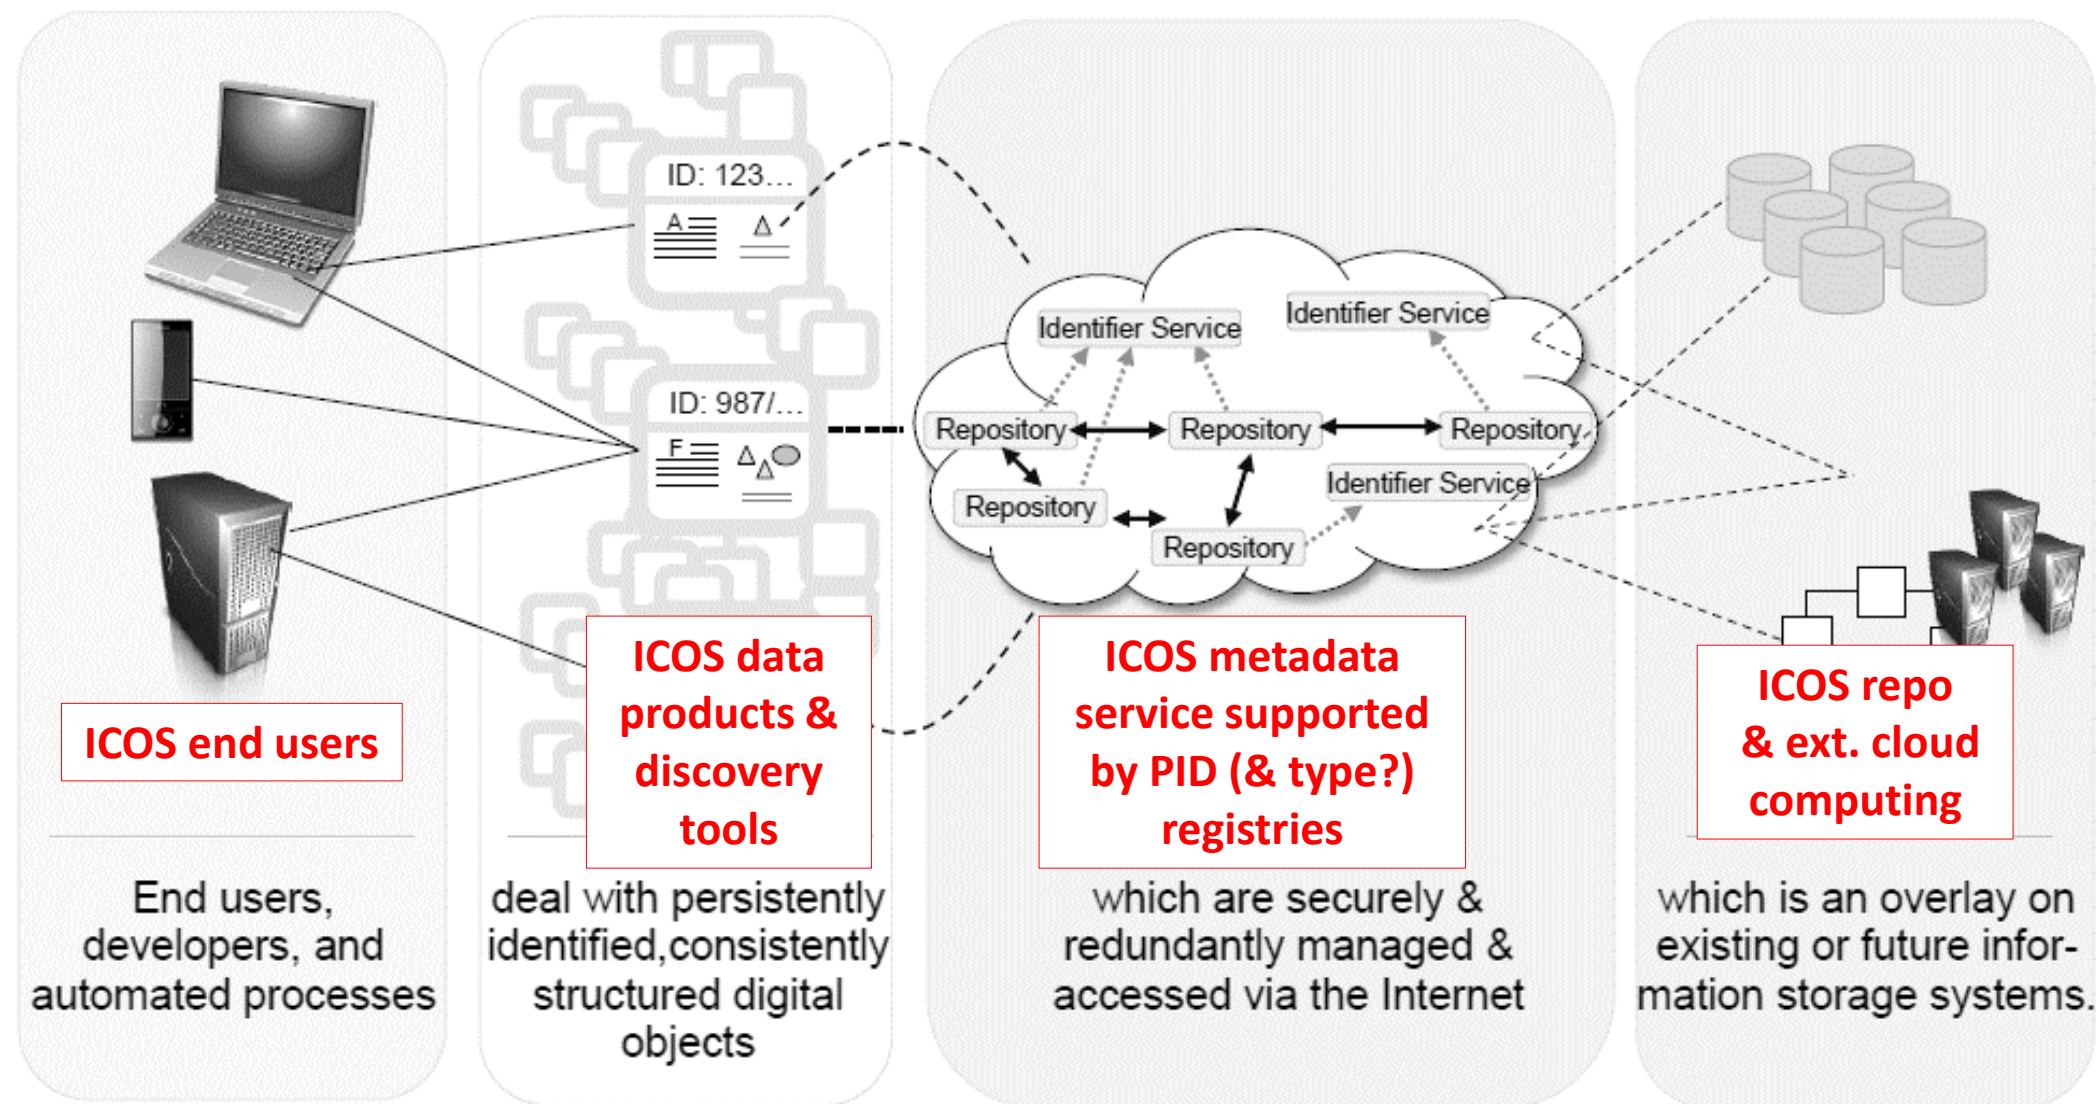 ID: 123...
A
ID: 987/...
F
Identifier Service
Identifier Service
Repository
Repository
Repository
Identifier Service
Repository
Repository
ICOS end users
ICOS data
products &
discovery
tools
ICOS metadata
service supported
by PID (& type?)
registries
ICOS repo
& ext. cloud
computing
End users,
developers, and
automated processes
deal with persistently
identified,consistently
structured digital
objects
which are securely &
redundantly managed &
accessed via the Internet
which is an overlay on
existing or future infor-
mation storage systems.